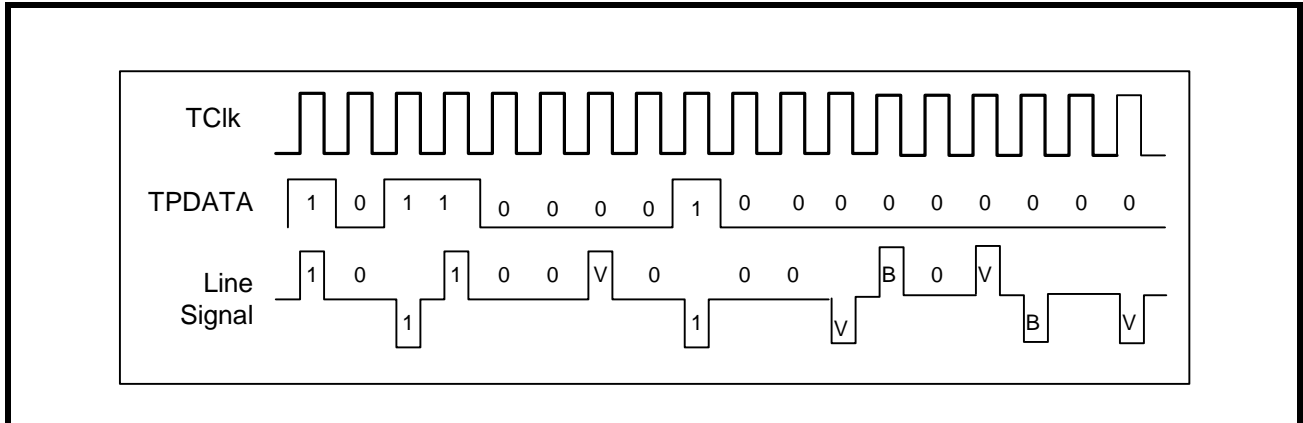 TClk
TPDATA 1 0 1 1 0 0 0 0 1 0 0 0 0 0 0 0 0 0
Line Signal 1 0 1 1 0 0 V 0 1 0 0 V B 0 V B V